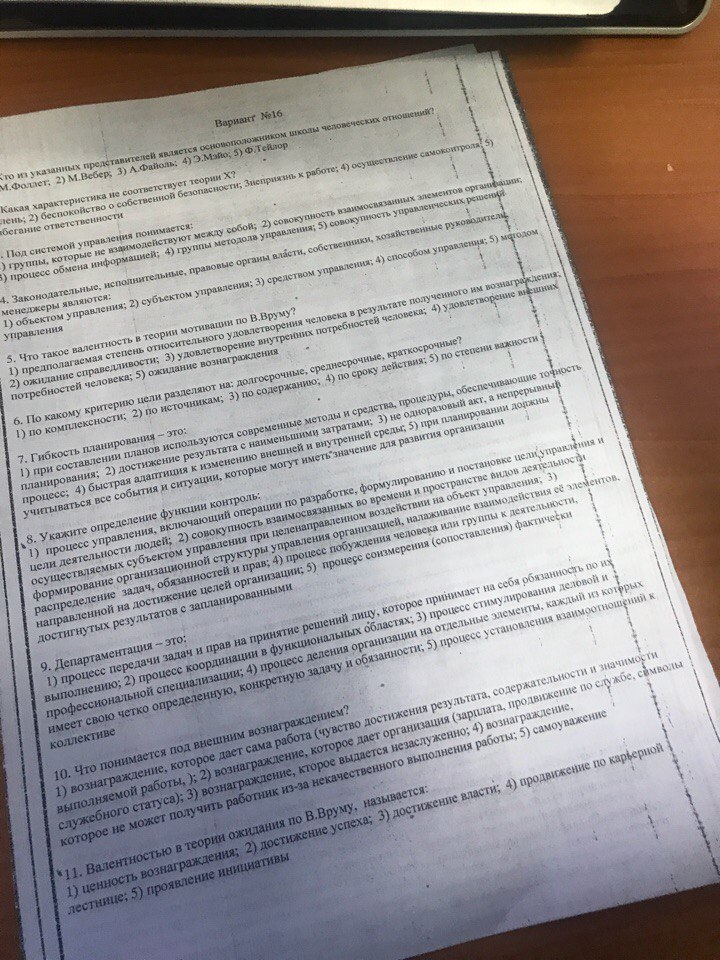 Вариант №16
Кто из указанных представителей является основоположником школы человеческих отношений?
М.Фоллет; 2) М.Вебер; 3) А.Файоль; 4) Э.Мэйо; 5) Ф.Тейлор
Какая характеристика не соответствует теории X?
лень; 2) беспокойство о собственной безопасности; 3неприязнь к работе; 4) осуществление самоконтроля; 5)
избегание ответственности
. Под системой управления понимается:
) группы, которые не взаимодействуют между собой; 2) совокупность взаимосвязанных элементов организации;
3) процесс обмена информацией; 4) группы методолв управления; 5) совокупность управленческих решений
4. Законодательные, исполнительные, правовые органы власти, собственники, хозяйственные руководители,
менеджеры являются:
1) объектом управления; 2) субъектом управления; 3) средством управления; 4) способом управления; 5) методом
управления
5. Что такое валентность в теории мотивации по В.Вруму?
1) предполагаемая степень относительного удовлетворения человека в результате полученного им вознаграждения;
2) ожидание справедливости; 3) удовлетворение внутренних потребностей человека; 4) удовлетворение внешних
потребностей человека; 5) ожидание вознаграждения
6. По какому критерию цели разделяют на: долгосрочные, среднесрочные, краткосрочные?
1) по комплексности; 2) по источникам; 3) по содержанию; 4) по сроку действия; 5) по степени важности
7. Гибкость планирования – это:
1) при составлении планов используются современные методы и средства, процедуры, обеспечивающие точность
планирования; 2) достижение результата с наименьшими затратами; 3) не одноразовый акт, а непрерывный
процесс; 4) быстрая адаптиция к изменению внешней и внутренней среды; 5) при планировании должны
учитываться все события и ситуации, которые могут иметь значение для развития организации
8. Укажите определение функции контроль:
1) процесс управления, включающий операции по разработке, формулированию и постановке цели управления и
цели деятельности людей; 2) совокупность взаимосвязанных во времени и пространстве видов деятельности
осуществляемых субъектом управления при целенаправленном воздействии на объект управления; 3)
формирование организационной структуры управления организацией, налаживание взаимодействия её элементов,
распределение задач, обязанностей и прав; 4) процесс побуждения человека или группы к деятельности,
направленной на достижение целей организации; 5) процесс соизмерения (сопоставления) фактически
достигнутых результатов с запланированными
9. Департаментация – это:
1) процесс передачи задач и прав на принятие решений лицу, которое принимает на себя обязанность по их
выполнению; 2) процесс координации в функциональных областях; 3) процесс стимулирования деловой и
профессиональной специализации; 4) процесс деления организации на отдельные элементы, каждый из которых
имеет свою четко определенную, конкретную задачу и обязанности; 5) процесс установления взаимоотношений к
коллективе
10. Что понимается под внешним вознаграждением?
1) вознаграждение, которое дает сама работа (чувство достижения результата, содержательности и значимости
выполняемой работы, ); 2) вознаграждение, которое дает организация (зарплата, продвижение по службе, символы
служебного статуса); 3) вознаграждение, ктороe выдается незаслуженно; 4) вознаграждение,
которое не может получить работник из-за некачественного выполнения работы; 5) самоуважение
11. Валентностью в теории ожидания по В.Вруму, называется:
1) ценность вознаграждения; 2) достижение успеха; 3) достижение власти; 4) продвижение по карьерной
лестнице; 5) проявление инициативы